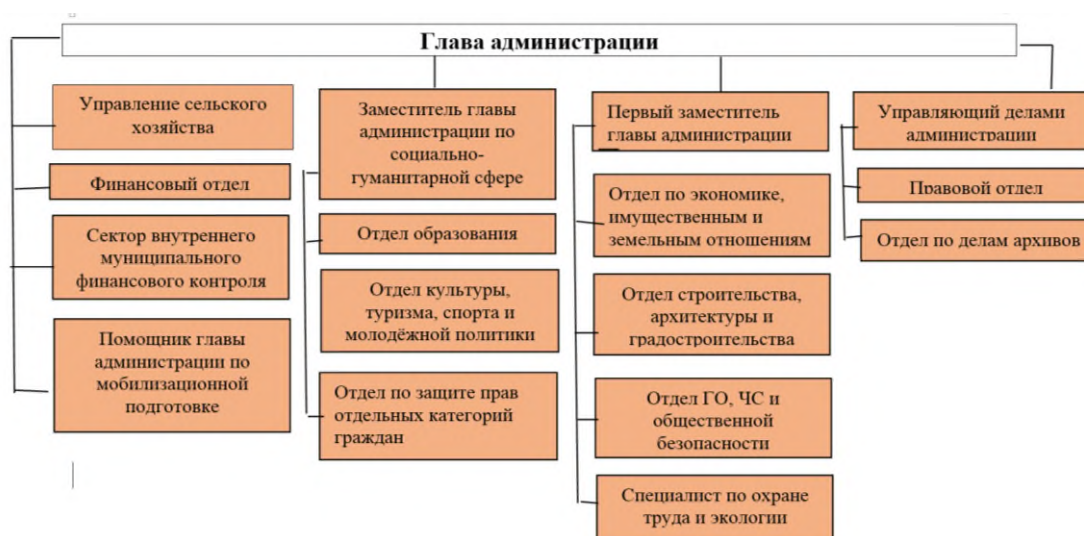 Глава администрации
Управление сельского
хозяйства
Финансовый отдел
Сектор внутреннего
муниципального
финансового контроля
Помощник главы
администрации по
мобилизационной
подготовке
Заместитель главы
администрации по
социально-
гуманитарной сфере
Отдел образования
Отдел культуры,
туризма, спорта и
молодёжной политики
Отдел по защите прав
отдельных категорий
граждан
Первый заместитель
главы администрации
Отдел по экономике,
имущественным и
земельным отношениям
Отдел строительства,
архитектуры и
градостроительства
Отдел ГО, ЧС и
общественной
безопасности
Специалист по охране
труда и экологии
Управляющий делами
администрации
Правовой отдел
Отдел по делам архивов